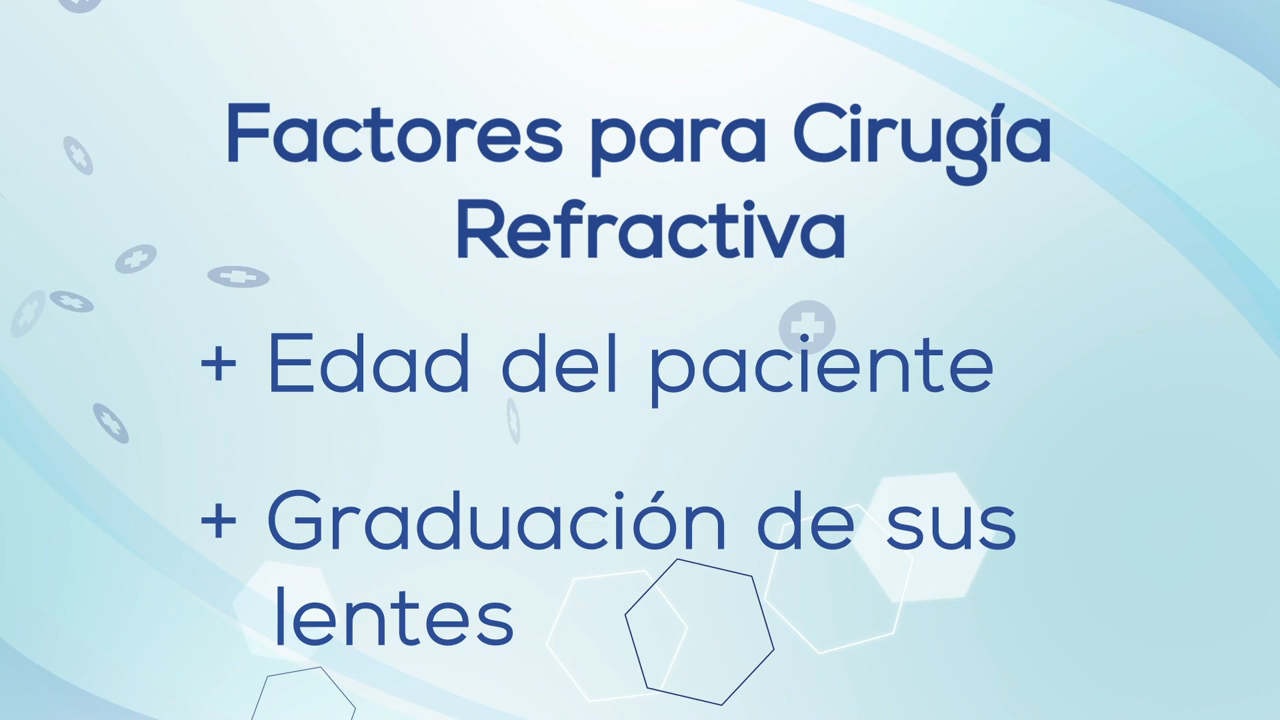 Factores para Cirugía
Refractiva
+ Edad del paciente
+ Graduación de sus
lentes